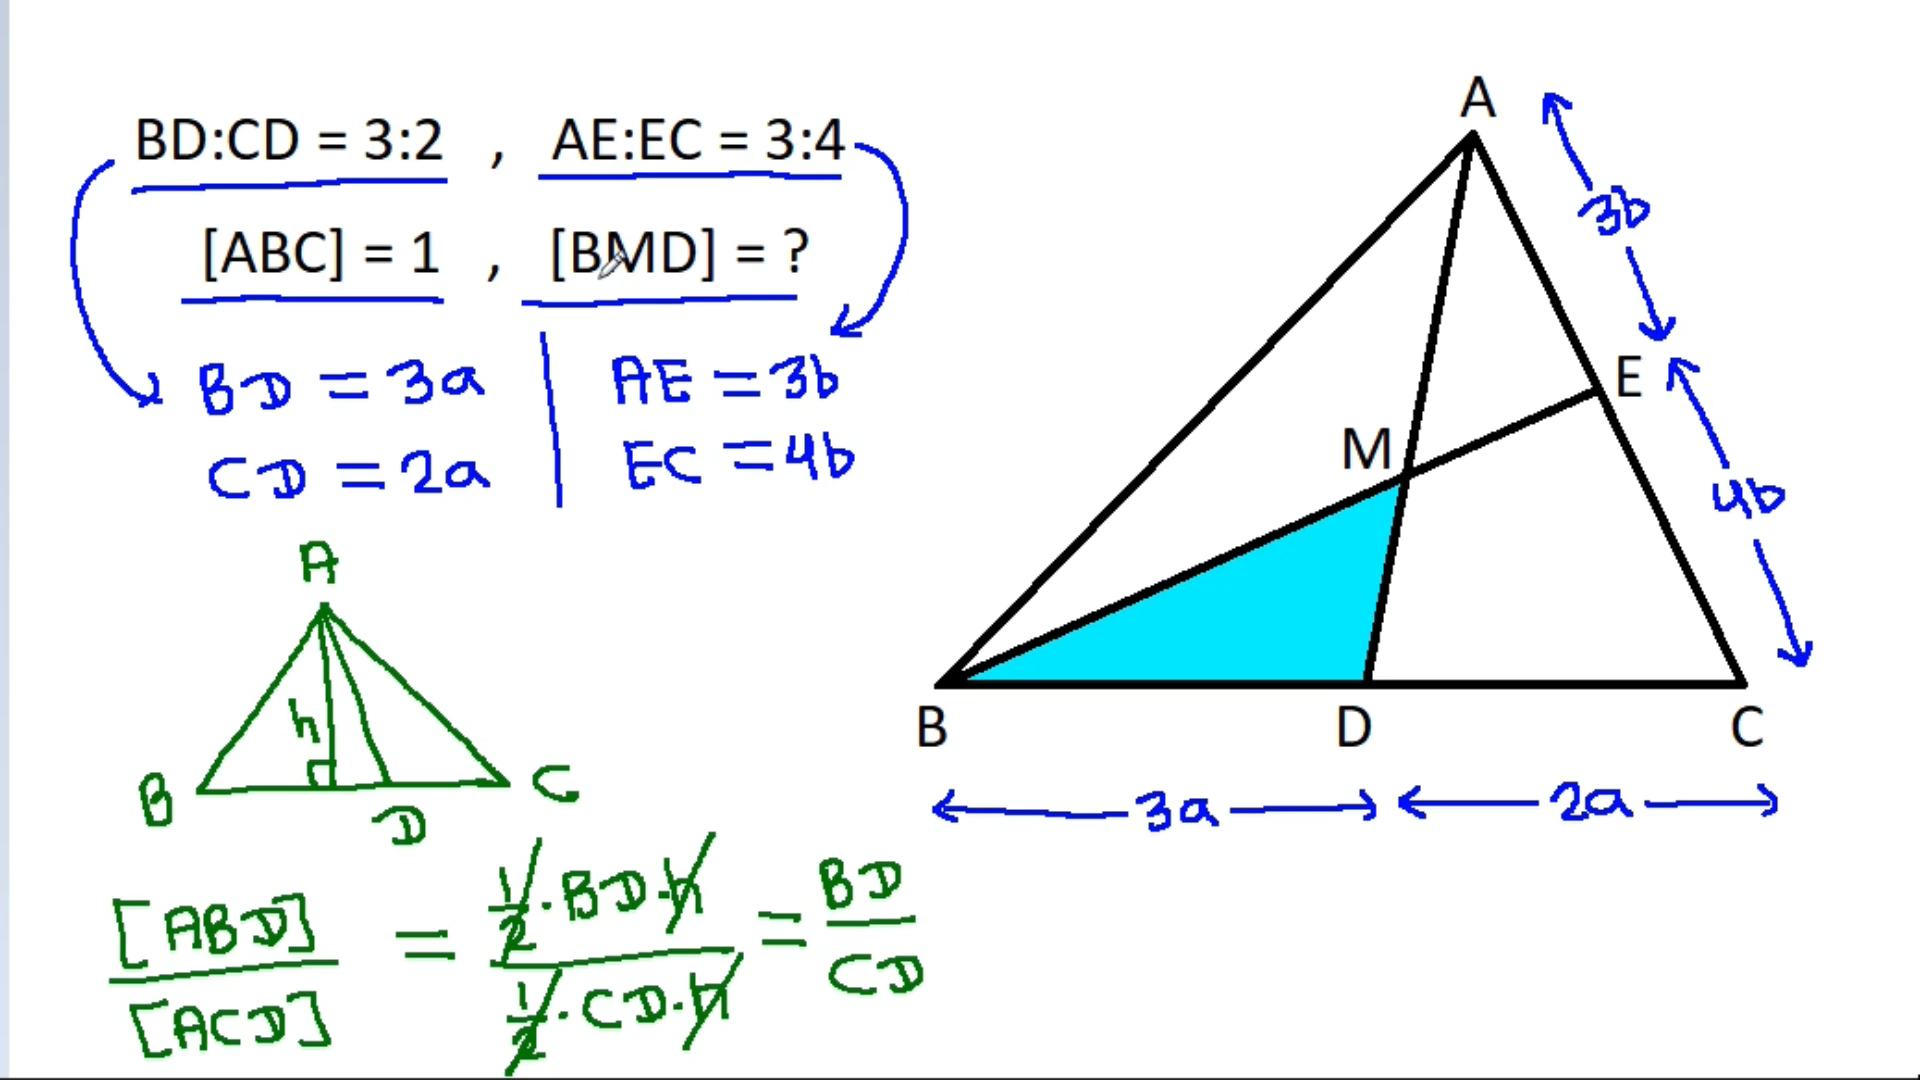 BD:CD = 3:2 , AE:EC = 3:4
[ABC] = 1 , [BMD] = ?
BD = 3a
CD = 2a
AE = 3b
EC = 4b
A
h
B
D
C
[ABD]/[ACD] = (1/2·BD·h)/(1/2·CD·h) = BD/CD
A
3b
E
M
4b
B
D
C
3a
2a